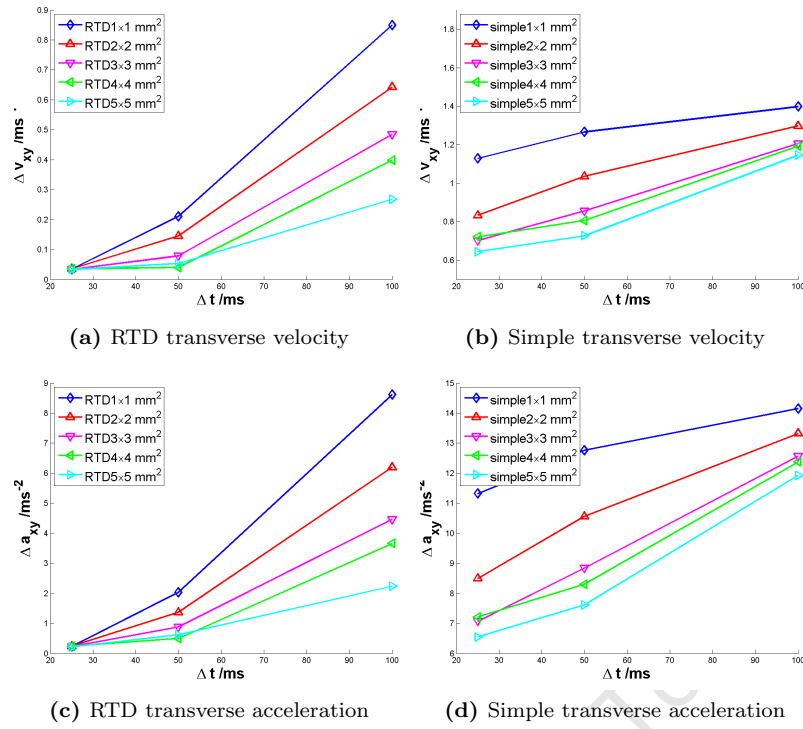 0.9
0.8
0.7
0.6
0.5
0.4
0.3
0.2
0.1
0
Δ v_xy /ms⁻
RTD1×1 mm²
RTD2×2 mm²
RTD3×3 mm²
RTD4×4 mm²
RTD5×5 mm²
20 30 40 50 60 70 80 90 100
Δ t /ms
(a) RTD transverse velocity
1.4
1.2
1
0.8
0.6
Δ v_xy /ms⁻
simple1×1 mm²
simple2×2 mm²
simple3×3 mm²
simple4×4 mm²
simple5×5 mm²
20 30 40 50 60 70 80 90 100
Δ t /ms
(b) Simple transverse velocity
9
8
7
6
5
4
3
2
1
0
Δ a_xy /ms⁻²
RTD1×1 mm²
RTD2×2 mm²
RTD3×3 mm²
RTD4×4 mm²
RTD5×5 mm²
20 30 40 50 60 70 80 90 100
Δ t /ms
(c) RTD transverse acceleration
15
14
13
12
11
10
9
8
7
6
Δ a_xy /ms⁻²
simple1×1 mm²
simple2×2 mm²
simple3×3 mm²
simple4×4 mm²
simple5×5 mm²
20 30 40 50 60 70 80 90 100
Δ t /ms
(d) Simple transverse acceleration